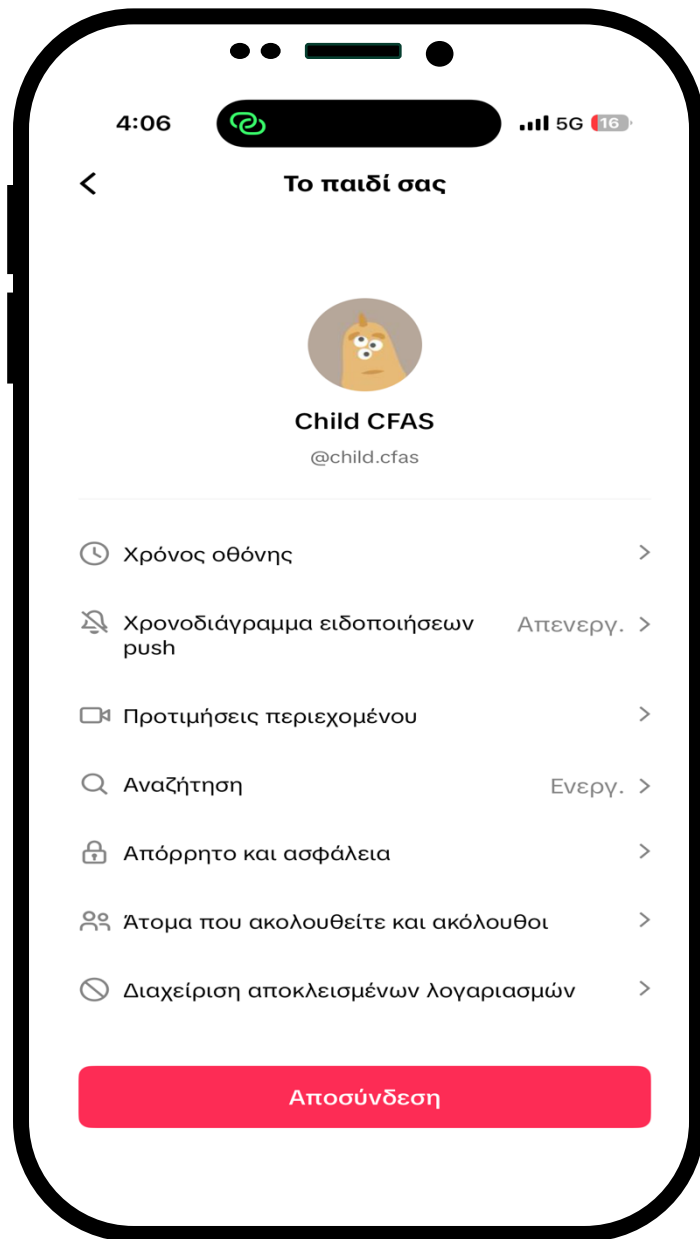 4:06
5G 16
Το παιδί σας
Child CFAS
@child.cfas
Χρόνος οθόνης
Χρονοδιάγραμμα ειδοποιήσεων Απενεργ.
push
Προτιμήσεις περιεχομένου
Αναζήτηση Ενεργ.
Απόρρητο και ασφάλεια
Άτομα που ακολουθείτε και ακόλουθοι
Διαχείριση αποκλεισμένων λογαριασμών
Αποσύνδεση